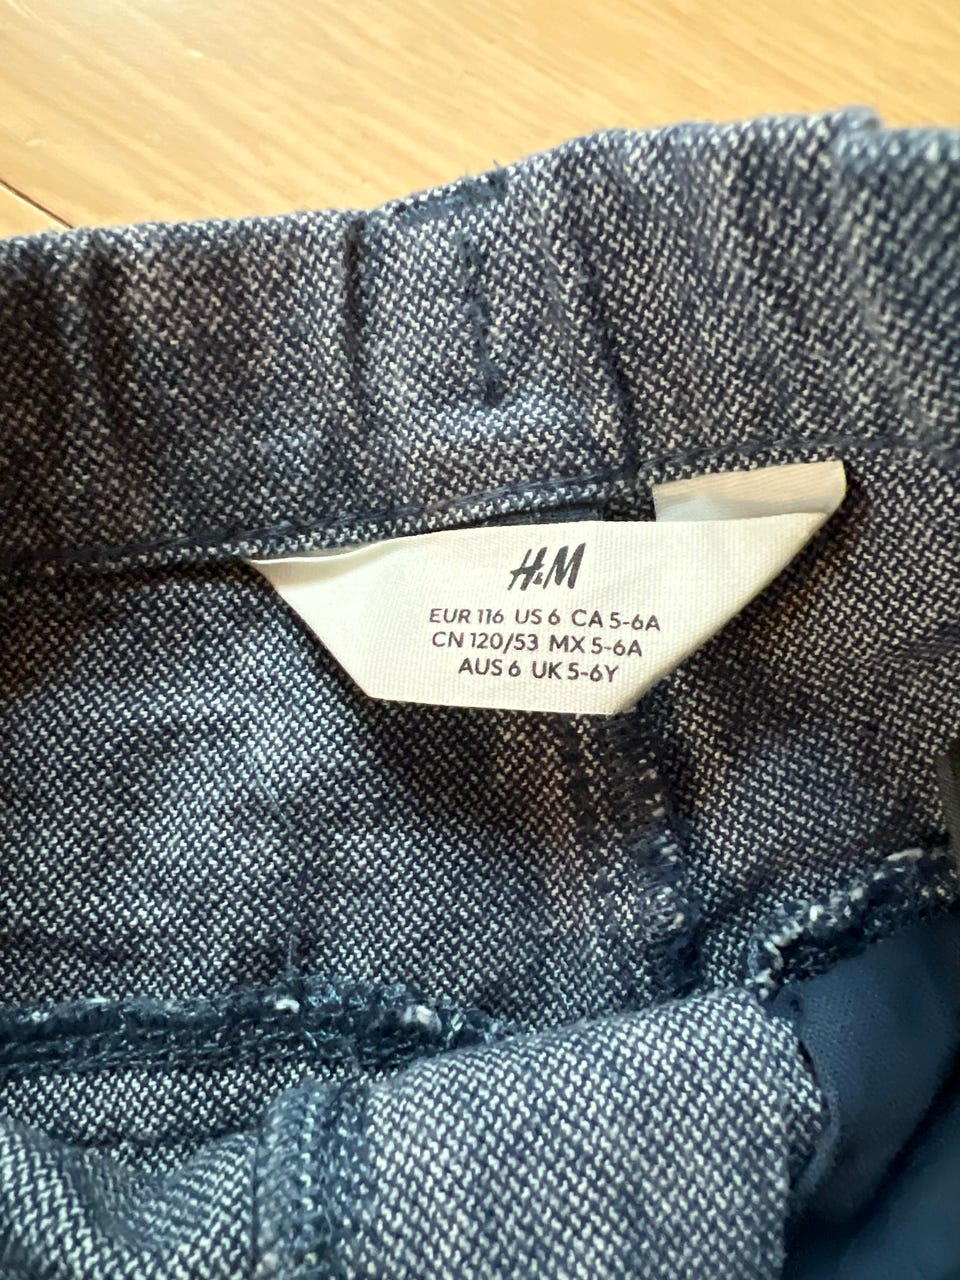 H&M
EUR 116 US 6 CA 5-6A
CN 120/53 MX 5-6A
AUS 6 UK 5-6Y